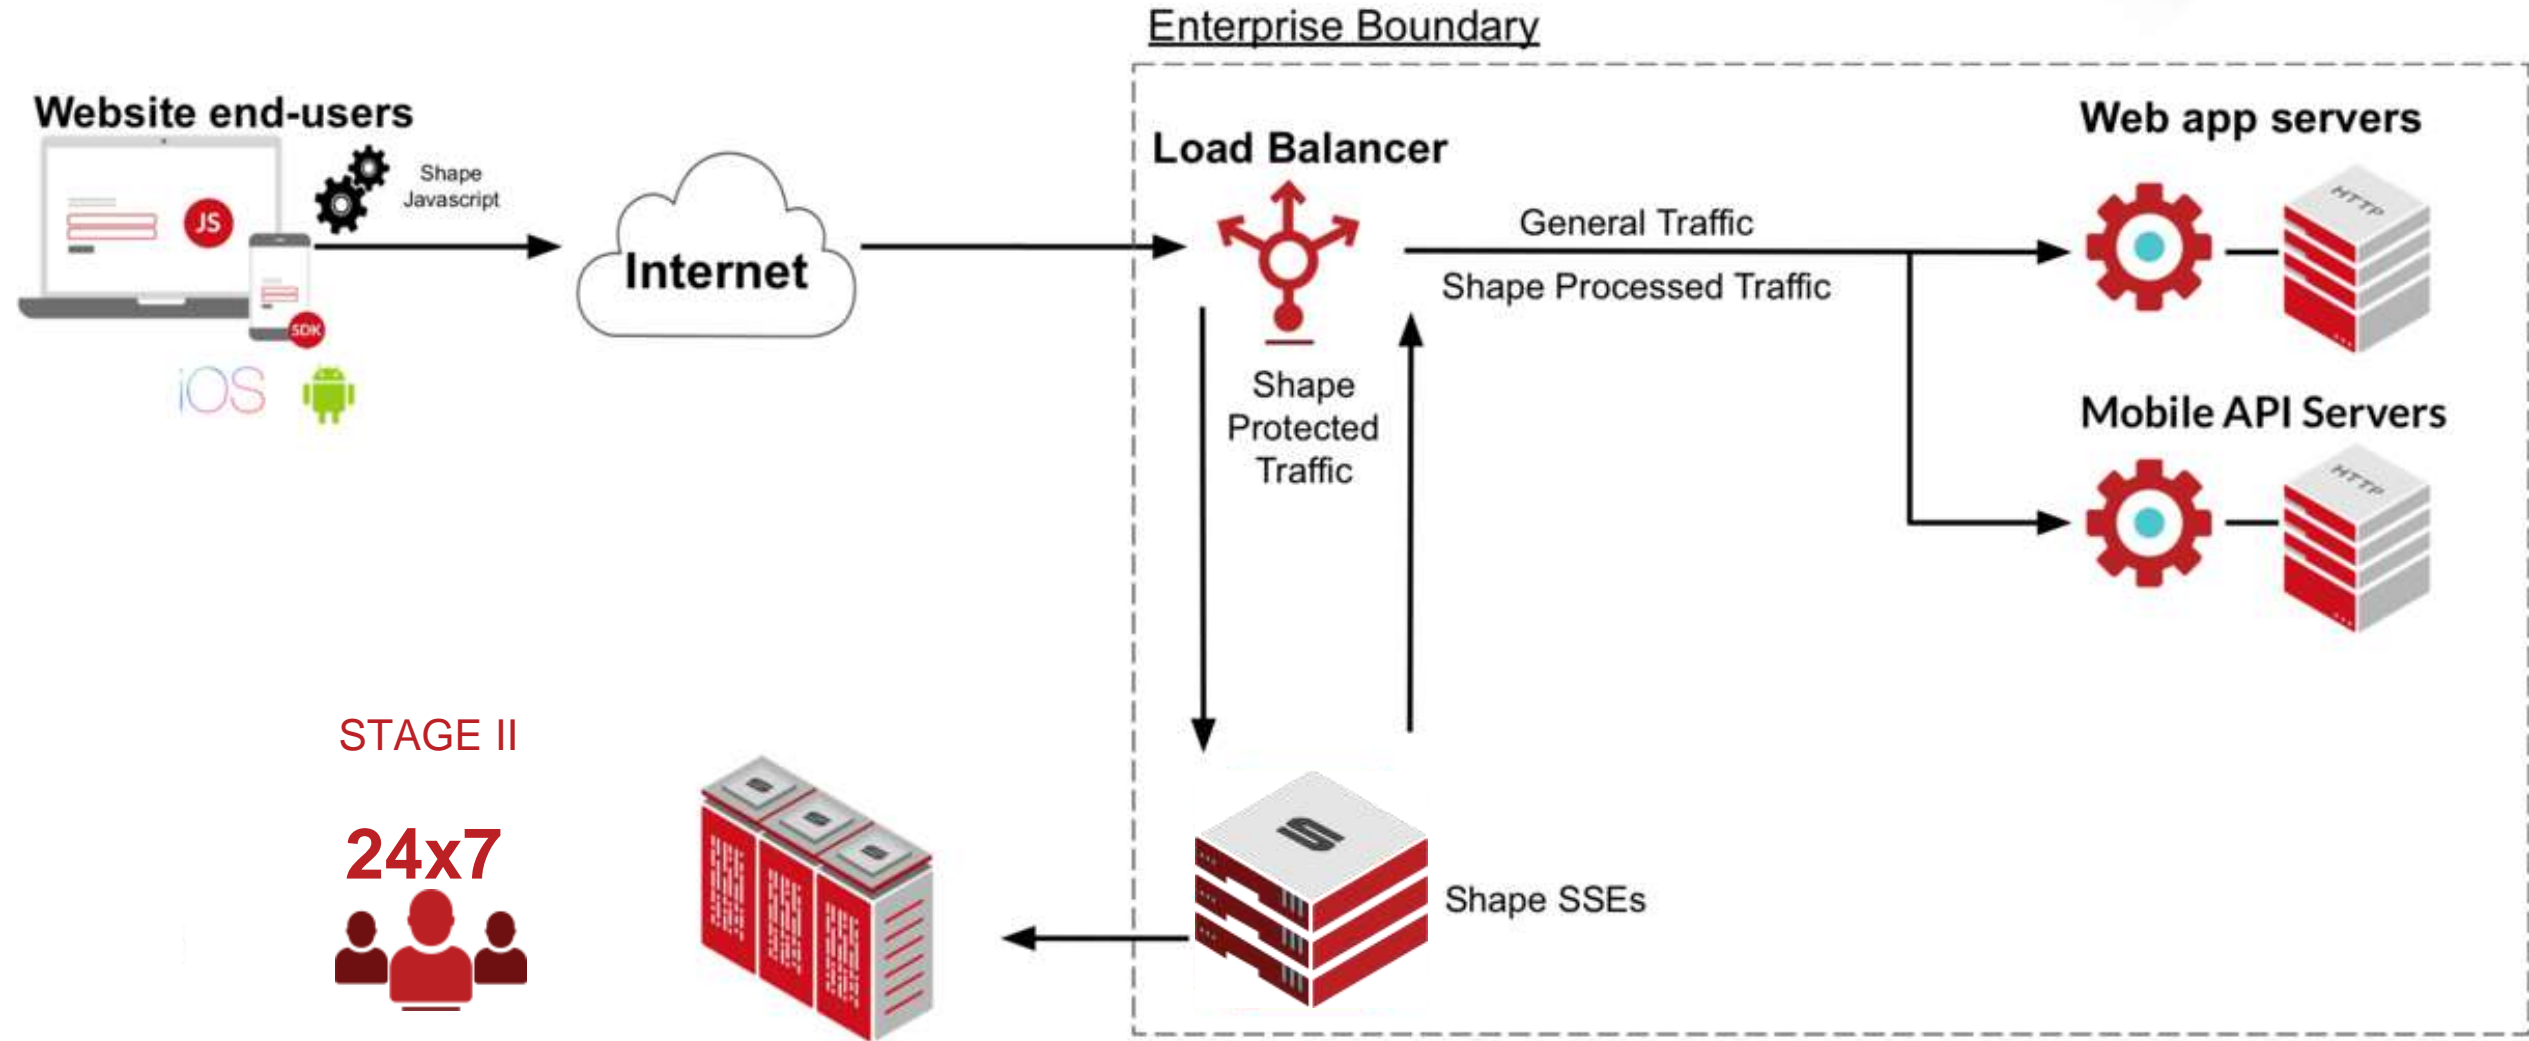 Enterprise Boundary
Website end-users
Shape
Javascript
JS
SDK
iOS
Internet
Load Balancer
General Traffic
Shape Processed Traffic
Shape
Protected
Traffic
Web app servers
HTTP
Mobile API Servers
HTTP
STAGE II
24x7
S
S
S
S
Shape SSEs